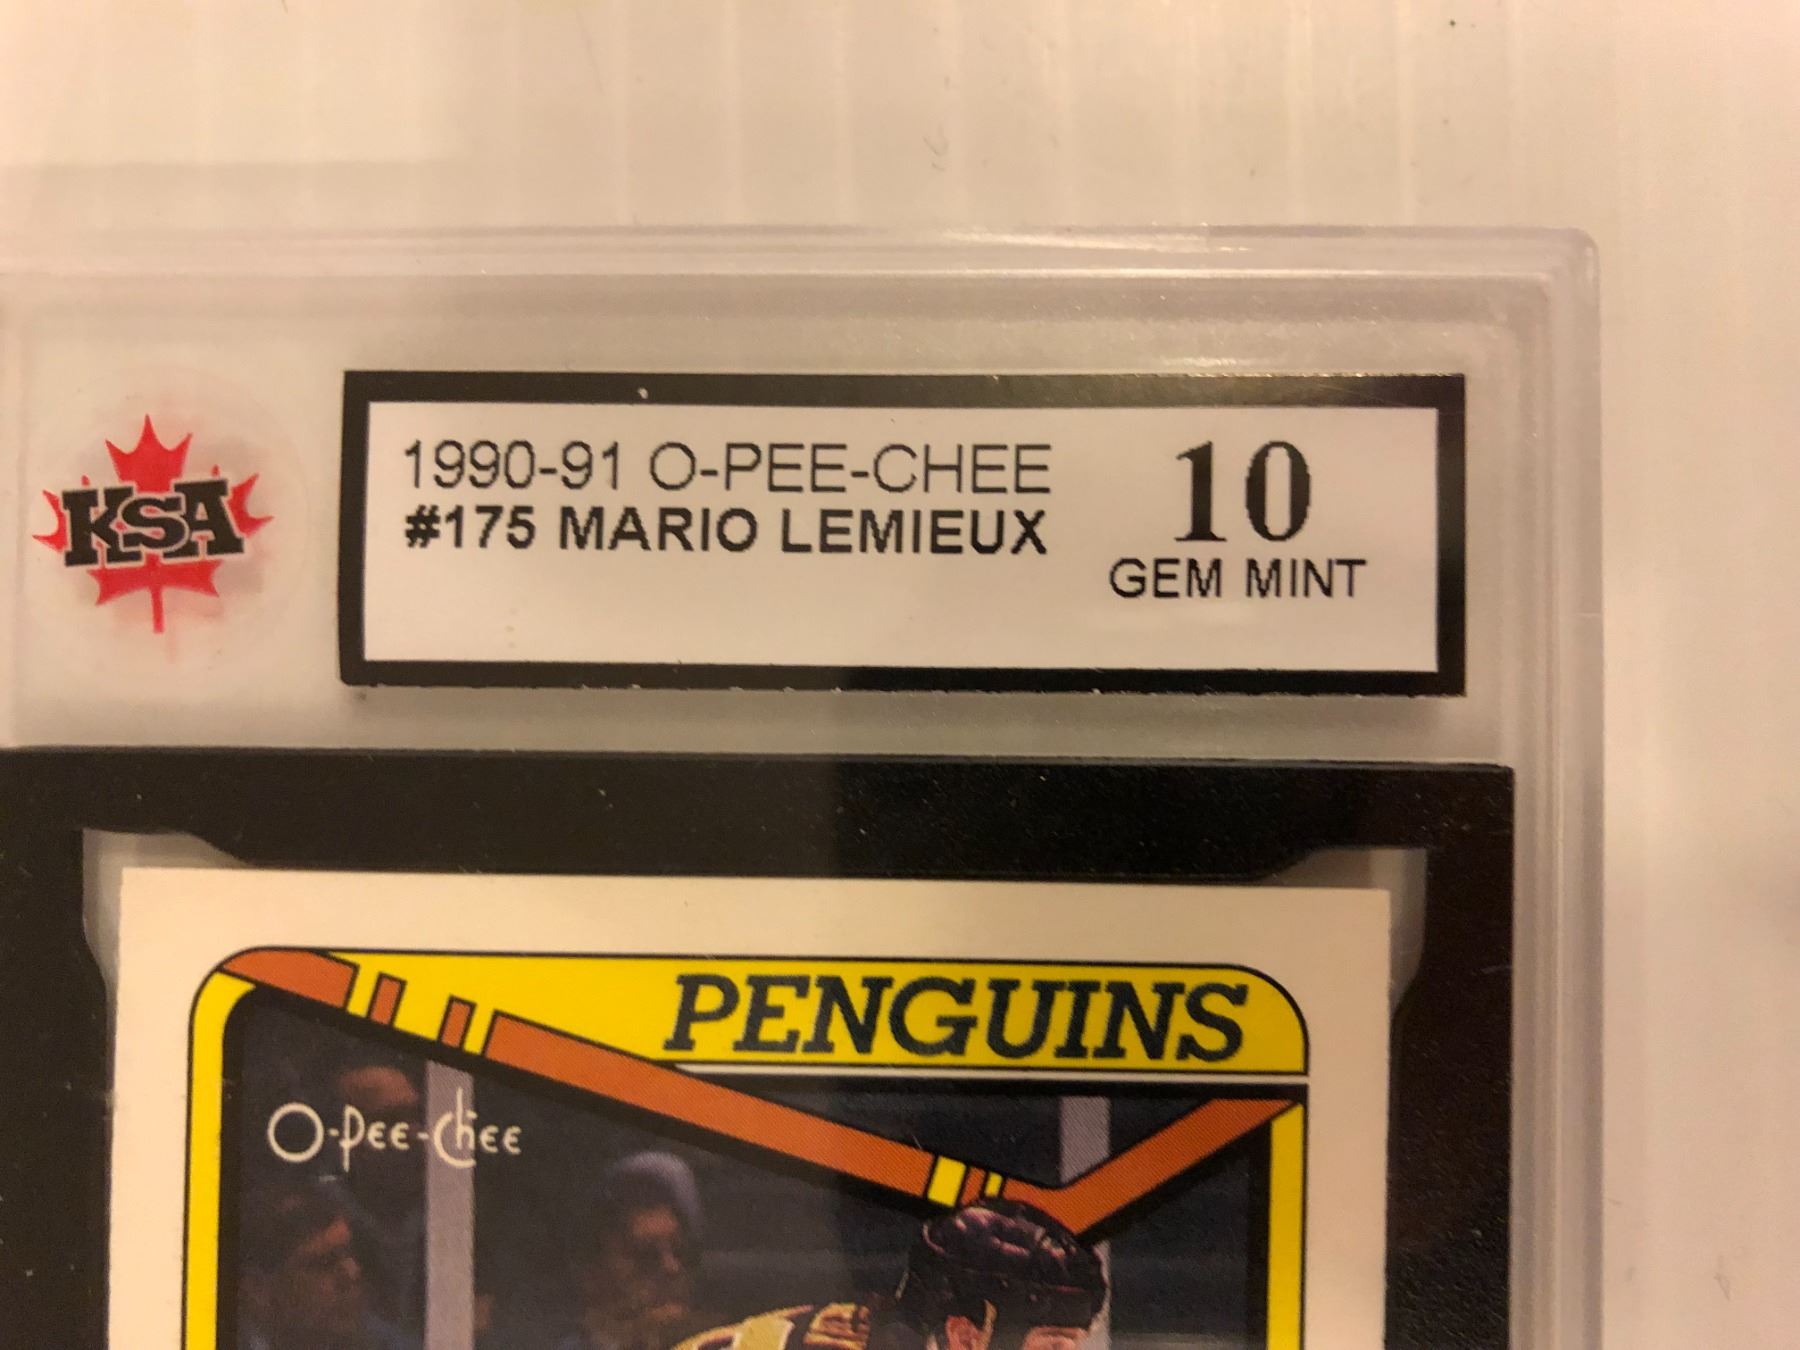 KSA
1990-91 O-PEE-CHEE
#175 MARIO LEMIEUX
10
GEM MINT
PENGUINS
O-Pee-Chee